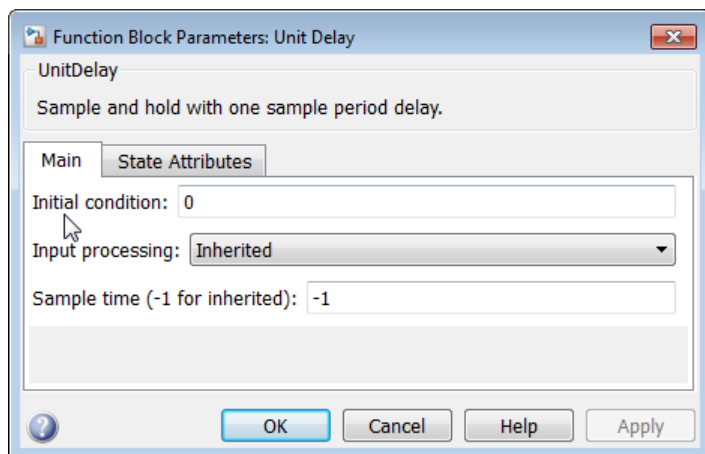 Function Block Parameters: Unit Delay
UnitDelay
Sample and hold with one sample period delay.
Main State Attributes
Initial condition: 0
Input processing: Inherited
Sample time (-1 for inherited): -1
? OK Cancel Help Apply